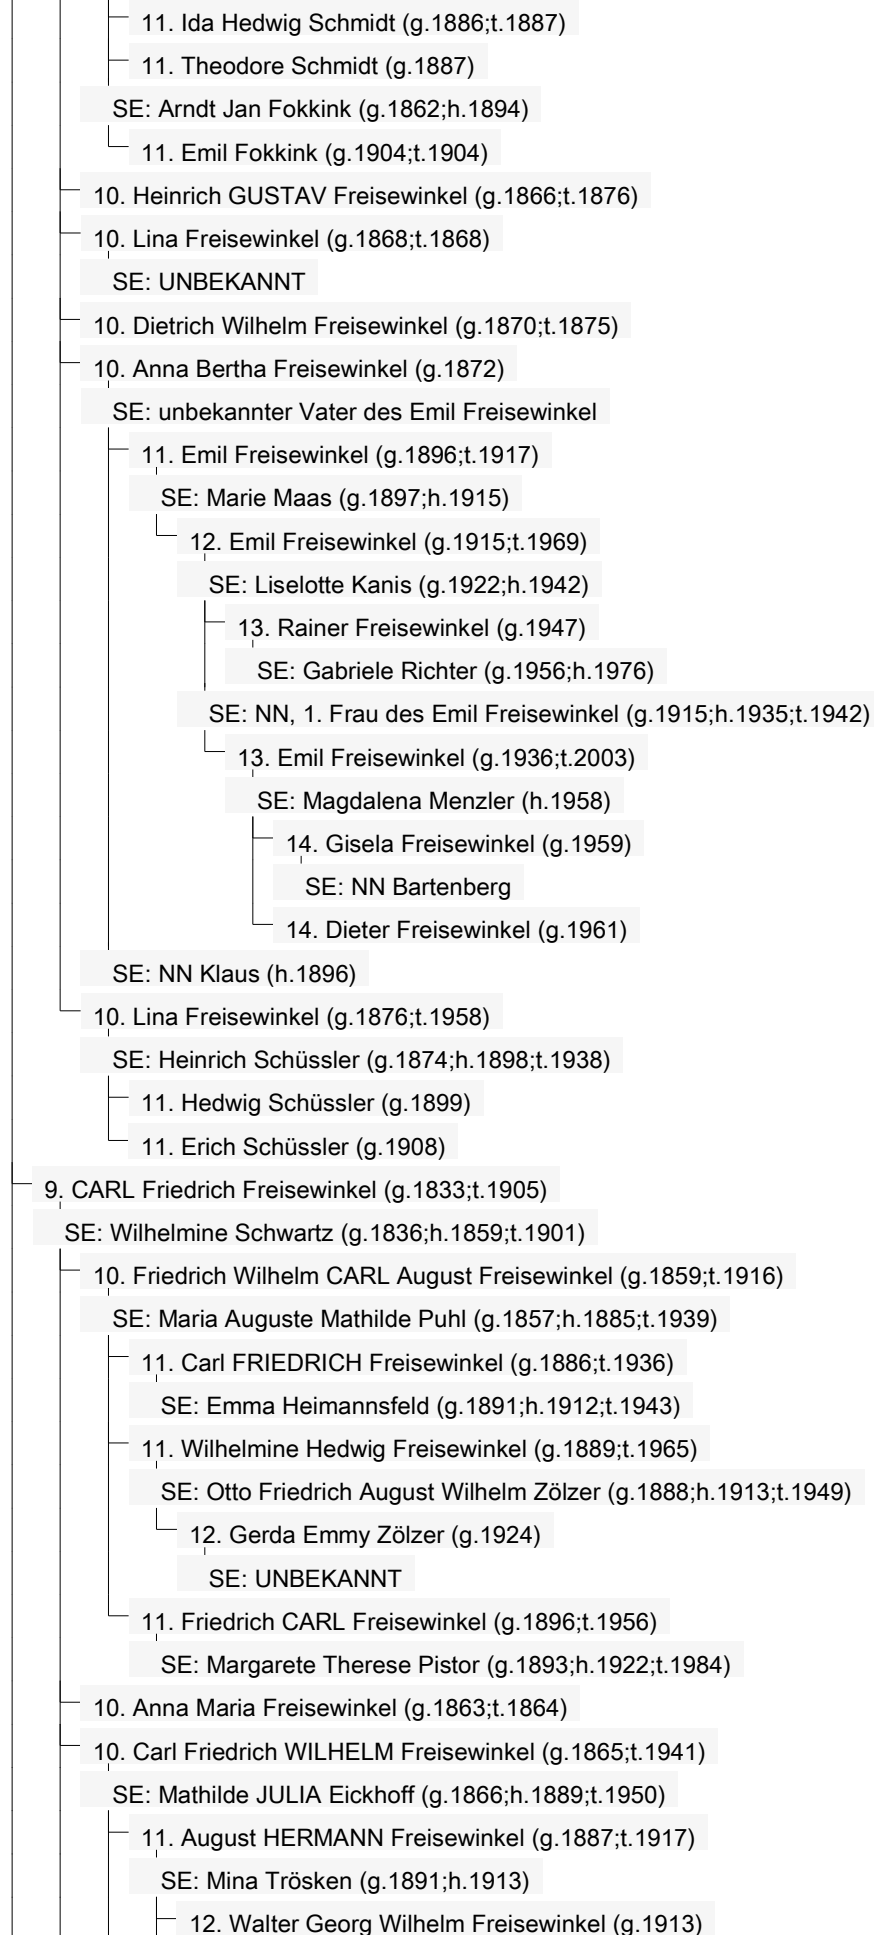 11. Ida Hedwig Schmidt (g.1886;t.1887)
11. Theodore Schmidt (g.1887)
SE: Arndt Jan Fokkink (g.1862;h.1894)
11. Emil Fokkink (g.1904;t.1904)
10. Heinrich GUSTAV Freisewinkel (g.1866;t.1876)
10. Lina Freisewinkel (g.1868;t.1868)
SE: UNBEKANNT
10. Dietrich Wilhelm Freisewinkel (g.1870;t.1875)
10. Anna Bertha Freisewinkel (g.1872)
SE: unbekannter Vater des Emil Freisewinkel
11. Emil Freisewinkel (g.1896;t.1917)
SE: Marie Maas (g.1897;h.1915)
12. Emil Freisewinkel (g.1915;t.1969)
SE: Liselotte Kanis (g.1922;h.1942)
13. Rainer Freisewinkel (g.1947)
SE: Gabriele Richter (g.1956;h.1976)
SE: NN, 1. Frau des Emil Freisewinkel (g.1915;h.1935;t.1942)
13. Emil Freisewinkel (g.1936;t.2003)
SE: Magdalena Menzler (h.1958)
14. Gisela Freisewinkel (g.1959)
SE: NN Bartenberg
14. Dieter Freisewinkel (g.1961)
SE: NN Klaus (h.1896)
10. Lina Freisewinkel (g.1876;t.1958)
SE: Heinrich Schüssler (g.1874;h.1898;t.1938)
11. Hedwig Schüssler (g.1899)
11. Erich Schüssler (g.1908)
9. CARL Friedrich Freisewinkel (g.1833;t.1905)
SE: Wilhelmine Schwartz (g.1836;h.1859;t.1901)
10. Friedrich Wilhelm CARL August Freisewinkel (g.1859;t.1916)
SE: Maria Auguste Mathilde Puhl (g.1857;h.1885;t.1939)
11. Carl FRIEDRICH Freisewinkel (g.1886;t.1936)
SE: Emma Heimannsfeld (g.1891;h.1912;t.1943)
11. Wilhelmine Hedwig Freisewinkel (g.1889;t.1965)
SE: Otto Friedrich August Wilhelm Zölzer (g.1888;h.1913;t.1949)
12. Gerda Emmy Zölzer (g.1924)
SE: UNBEKANNT
11. Friedrich CARL Freisewinkel (g.1896;t.1956)
SE: Margarete Therese Pistor (g.1893;h.1922;t.1984)
10. Anna Maria Freisewinkel (g.1863;t.1864)
10. Carl Friedrich WILHELM Freisewinkel (g.1865;t.1941)
SE: Mathilde JULIA Eickhoff (g.1866;h.1889;t.1950)
11. August HERMANN Freisewinkel (g.1887;t.1917)
SE: Mina Trösken (g.1891;h.1913)
12. Walter Georg Wilhelm Freisewinkel (g.1913)